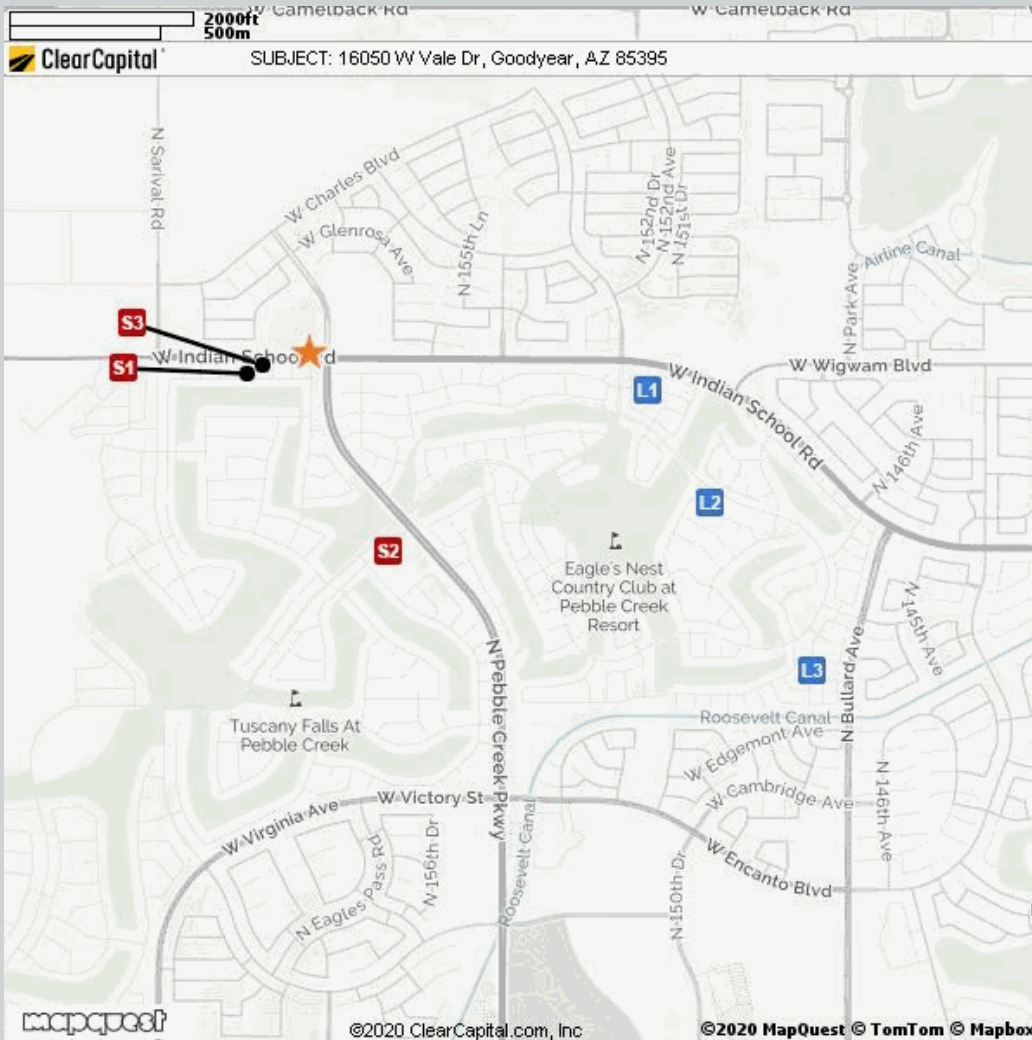 W Camelback Rd
W Camelback Rd
2000ft
500m
ClearCapital
SUBJECT: 16050 W Vale Dr, Goodyear, AZ 85395
N Sarival Rd
W Charles Blvd
W Glenrosa Ave
N 155th Ln
N 152nd Dr
N 152nd Ave
N 151st Dr
N Park Ave
Airline Canal
S3
S1
W Indian School Rd
W Wigwam Blvd
L1
W Indian School Rd
N 146th Ave
L2
S2
Eagle's Nest
Country Club at
Pebble Creek
Resort
N 145th Ave
L3
N Bullard Ave
N Pebble Creek Pkwy
Tuscany Falls At
Pebble Creek
Roosevelt Canal
W Edgemont Ave
W Cambridge Ave
N 146th Ave
W Victory St
W Virginia Ave
N Eagles Pass Rd
N 156th Dr
Roosevelt Canal
W Encanto Blvd
N 150th Dr
mapquest
©2020 ClearCapital.com, Inc
©2020 MapQuest © TomTom © Mapbox